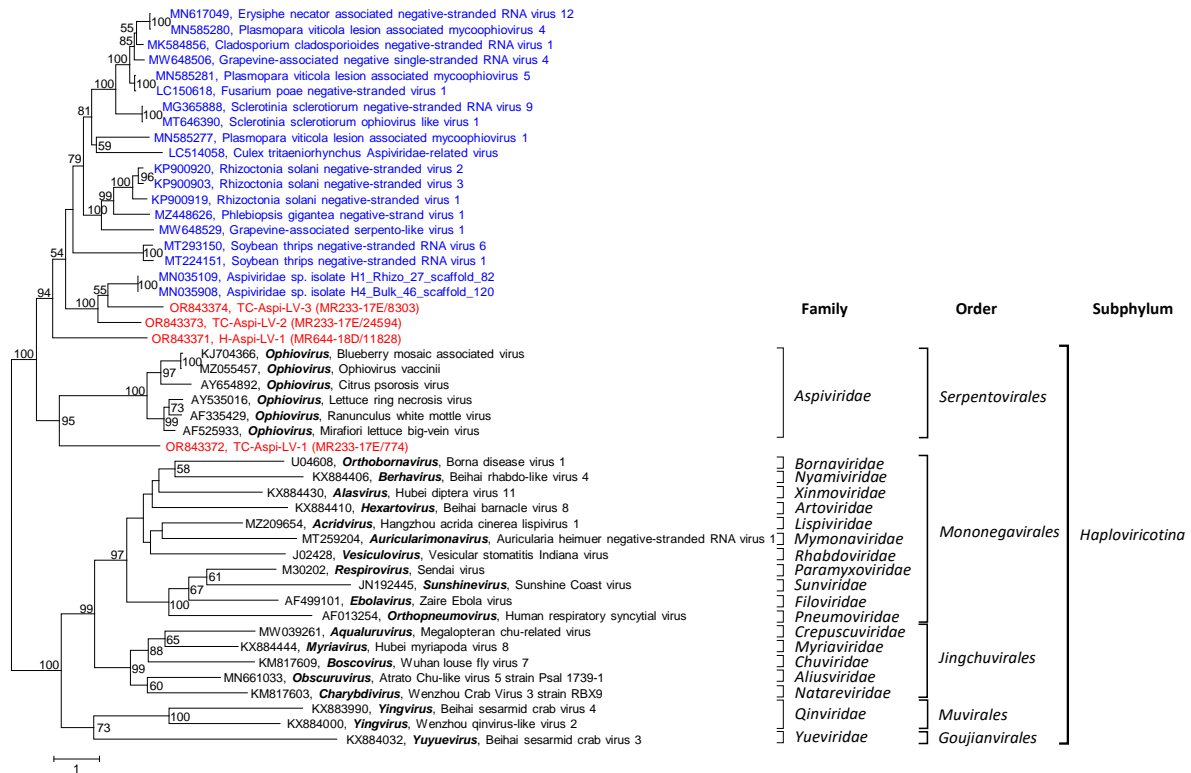 MN617049, Erysiphe necator associated negative-stranded RNA virus 12
100
55
MN585280, Plasmopara viticola lesion associated mycoophiovirus 4
85
MK584856, Cladosporium cladosporioides negative-stranded RNA virus 1
100
MW648506, Grapevine-associated negative single-stranded RNA virus 4
MN585281, Plasmopara viticola lesion associated mycoophiovirus 5
100
100
LC150618, Fusarium poae negative-stranded virus 1
MG365888, Sclerotinia sclerotiorum negative-stranded RNA virus 9
81
100
MT646390, Sclerotinia sclerotiorum ophiovirus like virus 1
MN585277, Plasmopara viticola lesion associated mycoophiovirus 1
59
LC514058, Culex tritaeniorhynchus Aspiviridae-related virus
79
KP900920, Rhizoctonia solani negative-stranded virus 2
96
100
KP900903, Rhizoctonia solani negative-stranded virus 3
99
KP900919, Rhizoctonia solani negative-stranded virus 1
100
MZ448626, Phlebiopsis gigantea negative-strand virus 1
MW648529, Grapevine-associated serpento-like virus 1
MT293150, Soybean thrips negative-stranded RNA virus 6
54
100
MT224151, Soybean thrips negative-stranded RNA virus 1
MN035109, Aspiviridae sp. isolate H1_Rhizo_27_scaffold_82
100
94
55
MN035908, Aspiviridae sp. isolate H4_Bulk_46_scaffold_120
100
OR843374, TC-Aspi-LV-3 (MR233-17E/8303)
Family
Order
Subphylum
OR843373, TC-Aspi-LV-2 (MR233-17E/24594)
OR843371, H-Aspi-LV-1 (MR644-18D/11828)
100
KJ704366, Ophiovirus, Blueberry mosaic associated virus
100
97
MZ055457, Ophiovirus, Ophiovirus vaccinii
100
AY654892, Ophiovirus, Citrus psorosis virus
Aspiviridae
Serpentovirales
AY535016, Ophiovirus, Lettuce ring necrosis virus
73
AF335429, Ophiovirus, Ranunculus white mottle virus
95
99
AF525933, Ophiovirus, Mirafiori lettuce big-vein virus
OR843372, TC-Aspi-LV-1 (MR233-17E/774)
U04608, Orthobornavirus, Borna disease virus 1
Bornaviridae
58
KX884406, Berhavirus, Beihai rhabdo-like virus 4
Nyamiviridae
KX884430, Alasvirus, Hubei diptera virus 11
Xinmoviridae
KX884410, Hexartovirus, Beihai barnacle virus 8
Artoviridae
MZ209654, Acridvirus, Hangzhou acrida cinerea lispivirus 1
Lispiviridae
Mononegavirales
Haploviricotina
MT259204, Auricularimonavirus, Auricularia heimuer negative-stranded RNA virus 1
Mymonaviridae
97
J02428, Vesiculovirus, Vesicular stomatitis Indiana virus
Rhabdoviridae
M30202, Respirovirus, Sendai virus
Paramyxoviridae
61
JN192445, Sunshinevirus, Sunshine Coast virus
Sunviridae
67
100
AF499101, Ebolavirus, Zaire Ebola virus
Filoviridae
99
AF013254, Orthopneumovirus, Human respiratory syncytial virus
Pneumoviridae
MW039261, Aqualuruvirus, Megalopteran chu-related virus
Crepuscuviridae
65
88
KX884444, Myriavirus, Hubei myriapoda virus 8
Myriaviridae
Jingchuvirales
KM817609, Boscovirus, Wuhan louse fly virus 7
Chuviridae
99
100
MN661033, Obscuruvirus, Atrato Chu-like virus 5 strain Psal 1739-1
Aliusviridae
60
KM817603, Charybdivirus, Wenzhou Crab Virus 3 strain RBX9
Natareviridae
KX883990, Yingvirus, Beihai sesarmid crab virus 4
100
Qinviridae
Muvirales
KX884000, Yingvirus, Wenzhou qinvirus-like virus 2
73
KX884032, Yuyuevirus, Beihai sesarmid crab virus 3
Yueviridae
Goujianvirales
1